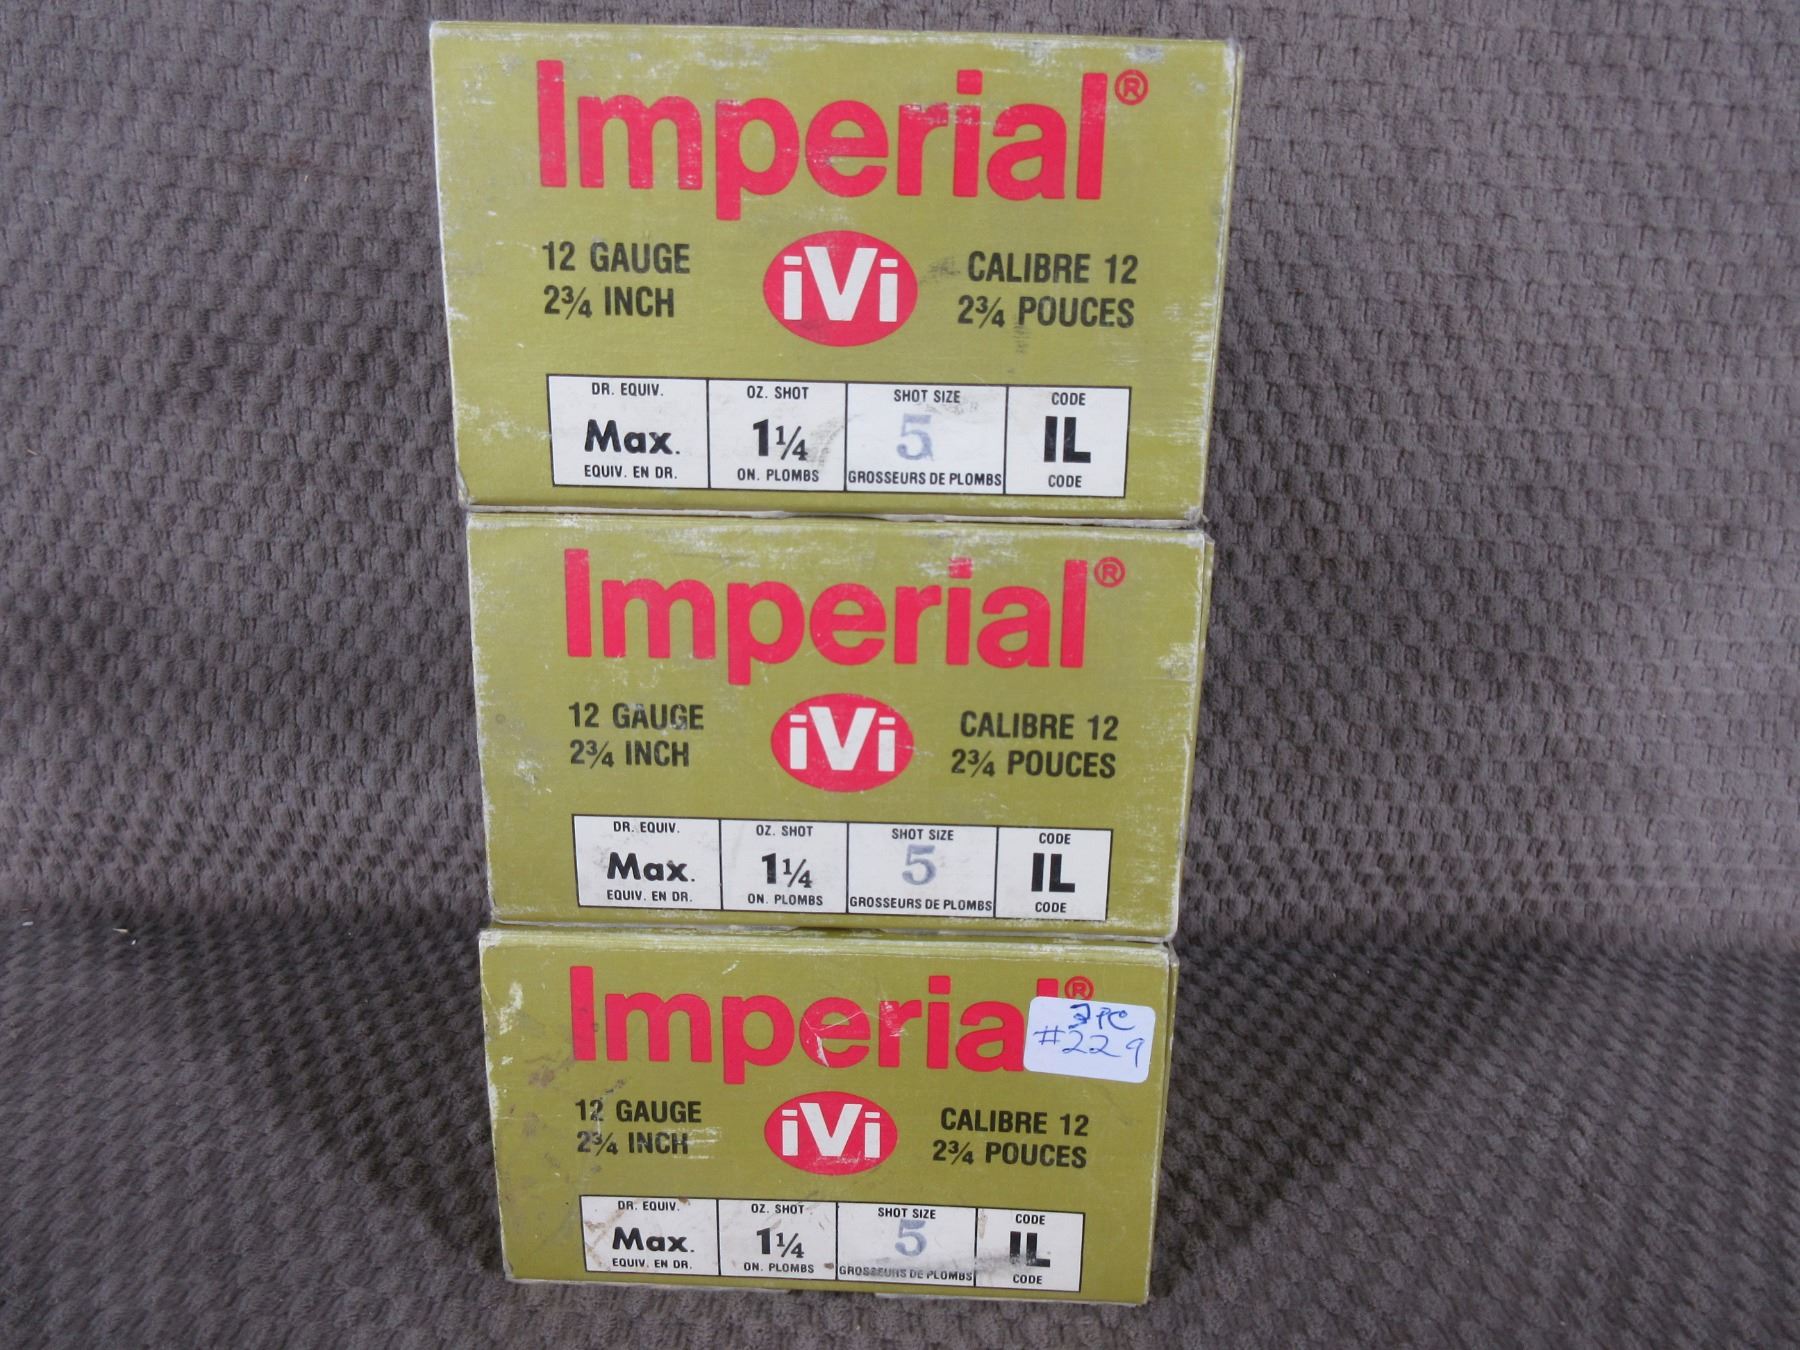 Imperial®
12 GAUGE
2¾ INCH
iVi
CALIBRE 12
2¾ POUCES
DR. EQUIV.
Max.
EQUIV. EN DR.
OZ. SHOT
1¼
ON. PLOMBS
SHOT SIZE
5
GROSSEURS DE PLOMBS
CODE
IL
CODE
Imperial®
12 GAUGE
2¾ INCH
iVi
CALIBRE 12
2¾ POUCES
DR. EQUIV.
Max.
EQUIV. EN DR.
OZ. SHOT
1¼
ON. PLOMBS
SHOT SIZE
5
GROSSEURS DE PLOMBS
CODE
IL
CODE
Imperial®
3PC
#229
12 GAUGE
2¾ INCH
iVi
CALIBRE 12
2¾ POUCES
DR. EQUIV.
Max.
EQUIV. EN DR.
OZ. SHOT
1¼
ON. PLOMBS
SHOT SIZE
5
GROSSEURS DE PLOMBS
CODE
IL
CODE